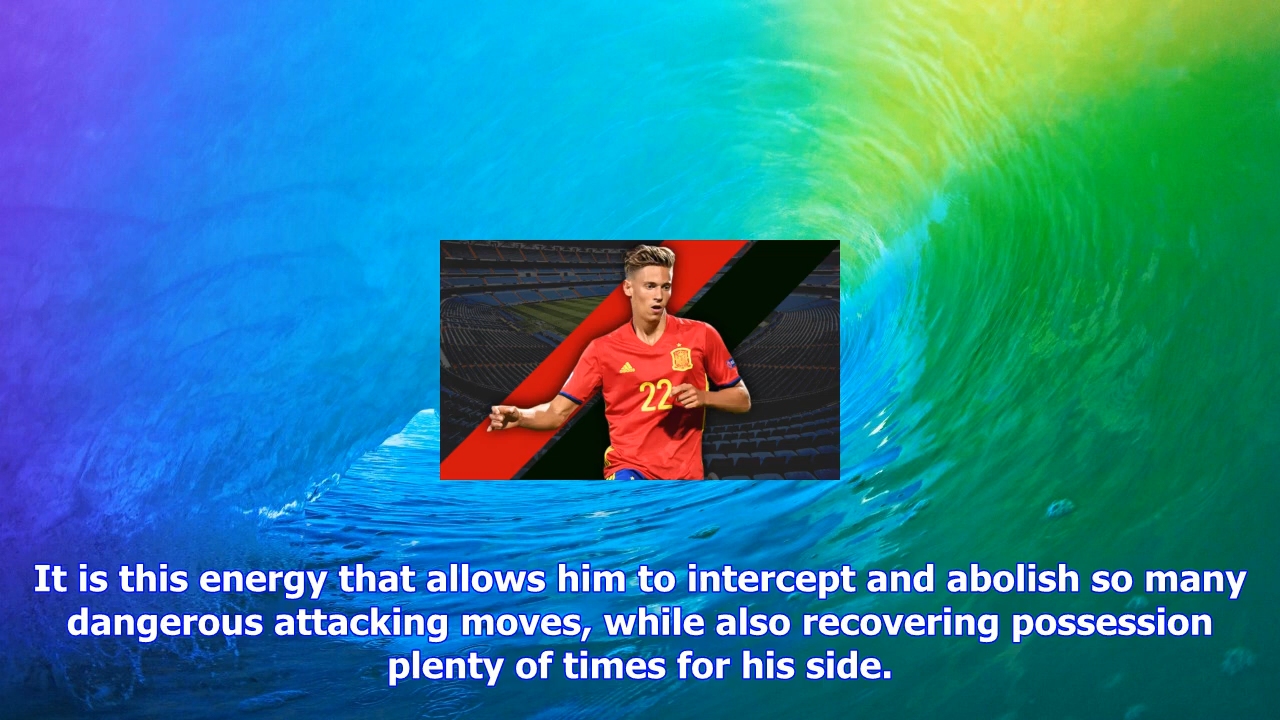 22
It is this energy that allows him to intercept and abolish so many
dangerous attacking moves, while also recovering possession
plenty of times for his side.